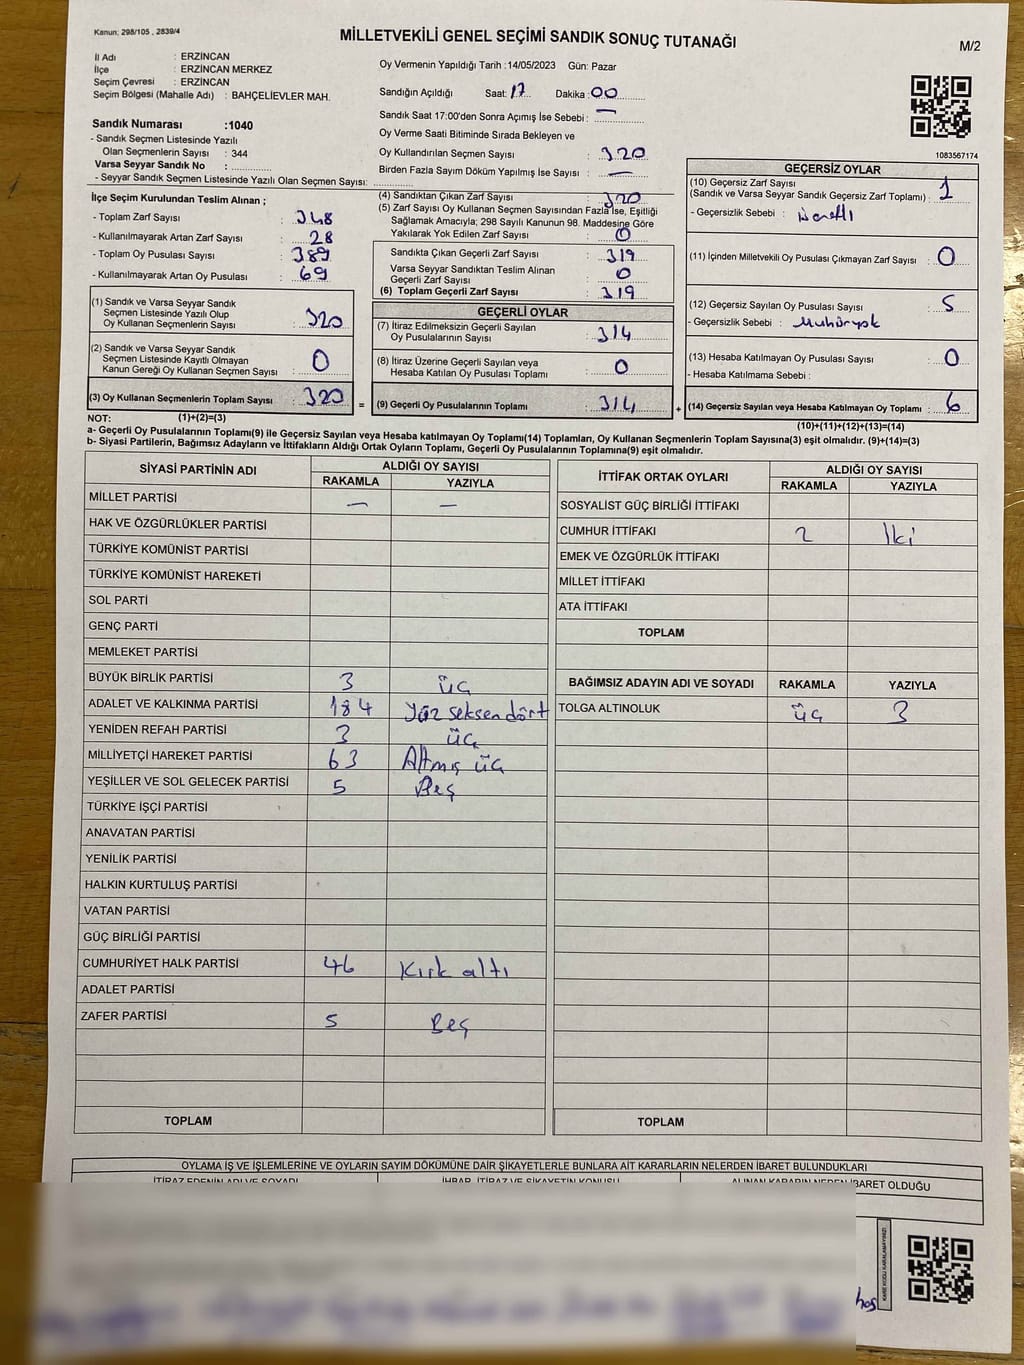 Kanun: 298/105 , 2839/4
MİLLETVEKİLİ GENEL SEÇİMİ SANDIK SONUÇ TUTANAĞI
M/2
İl Adı : ERZİNCAN
İlçe : ERZİNCAN MERKEZ
Seçim Çevresi : ERZİNCAN
Seçim Bölgesi (Mahalle Adı) : BAHÇELİEVLER MAH.
Sandık Numarası :1040
- Sandık Seçmen Listesinde Yazılı
Olan Seçmenlerin Sayısı : 344
Varsa Seyyar Sandık No :
- Seyyar Sandık Seçmen Listesinde Yazılı Olan Seçmen Sayısı:
Oy Vermenin Yapıldığı Tarih :14/05/2023 Gün: Pazar
Sandığın Açıldığı Saat: 17 Dakika: 00
Sandık Saat 17:00'den Sonra Açımış İse Sebebi : —
Oy Verme Saati Bitiminde Sırada Bekleyen ve
Oy Kullandırılan Seçmen Sayısı : 320
Birden Fazla Sayım Döküm Yapılmış İse Sayısı : —
1083567174
İlçe Seçim Kurulundan Teslim Alınan ;
- Toplam Zarf Sayısı : 348
- Kullanılmayarak Artan Zarf Sayısı : 28
- Toplam Oy Pusulası Sayısı : 389
- Kullanılmayarak Artan Oy Pusulası : 69
(1) Sandık ve Varsa Seyyar Sandık
Seçmen Listesinde Yazılı Olup
Oy Kullanan Seçmenlerin Sayısı : 320
(2) Sandık ve Varsa Seyyar Sandık
Seçmen Listesinde Kayıtlı Olmayan
Kanun Gereği Oy Kullanan Seçmen Sayısı : 0
(3) Oy Kullanan Seçmenlerin Toplam Sayısı : 320 =
(4) Sandıktan Çıkan Zarf Sayısı : 320
(5) Zarf Sayısı Oy Kullanan Seçmen Sayısından Fazla İse, Eşitliği
Sağlamak Amacıyla; 298 Sayılı Kanunun 98. Maddesine Göre
Yakılarak Yok Edilen Zarf Sayısı : 0
Sandıkta Çıkan Geçerli Zarf Sayısı : 319
Varsa Seyyar Sandıktan Teslim Alınan
Geçerli Zarf Sayısı : 0
(6) Toplam Geçerli Zarf Sayısı : 319
GEÇERLİ OYLAR
(7) İtiraz Edilmeksizin Geçerli Sayılan
Oy Pusulalarının Sayısı : 314
(8) İtiraz Üzerine Geçerli Sayılan veya
Hesaba Katılan Oy Pusulası Toplamı : 0
(9) Geçerli Oy Pusulalarının Toplamı : 314 +
GEÇERSİZ OYLAR
(10) Geçersiz Zarf Sayısı
(Sandık ve Varsa Seyyar Sandık Geçersiz Zarf Toplamı) : 1
- Geçersizlik Sebebi : İşaretli
(11) İçinden Milletvekili Oy Pusulası Çıkmayan Zarf Sayısı : 0
(12) Geçersiz Sayılan Oy Pusulası Sayısı : 5
- Geçersizlik Sebebi : Mühüryok
(13) Hesaba Katılmayan Oy Pusulası Sayısı : 0
- Hesaba Katılmama Sebebi :
(14) Geçersiz Sayılan veya Hesaba Katılmayan Oy Toplamı : 6
NOT: (1)+(2)=(3)
(10)+(11)+(12)+(13)=(14)
a- Geçerli Oy Pusulalarının Toplamı(9) ile Geçersiz Sayılan veya Hesaba katılmayan Oy Toplamı(14) Toplamları, Oy Kullanan Seçmenlerin Toplam Sayısına(3) eşit olmalıdır. (9)+(14)=(3)
b- Siyasi Partilerin, Bağımsız Adayların ve İttifakların Aldığı Ortak Oyların Toplamı, Geçerli Oy Pusulalarının Toplamına(9) eşit olmalıdır.
SİYASİ PARTİNİN ADI ALDIĞI OY SAYISI
RAKAMLA YAZIYLA
MİLLET PARTİSİ — —
HAK VE ÖZGÜRLÜKLER PARTİSİ
TÜRKİYE KOMÜNİST PARTİSİ
TÜRKİYE KOMÜNİST HAREKETİ
SOL PARTİ
GENÇ PARTİ
MEMLEKET PARTİSİ
BÜYÜK BİRLİK PARTİSİ 3 üç
ADALET VE KALKINMA PARTİSİ 184 yüz seksen dört
YENİDEN REFAH PARTİSİ 3 üç
MİLLİYETÇİ HAREKET PARTİSİ 63 Altmış üç
YEŞİLLER VE SOL GELECEK PARTİSİ 5 Beş
TÜRKİYE İŞÇİ PARTİSİ
ANAVATAN PARTİSİ
YENİLİK PARTİSİ
HALKIN KURTULUŞ PARTİSİ
VATAN PARTİSİ
GÜÇ BİRLİĞİ PARTİSİ
CUMHURİYET HALK PARTİSİ 46 Kırk altı
ADALET PARTİSİ
ZAFER PARTİSİ 5 Beş
TOPLAM
İTTİFAK ORTAK OYLARI ALDIĞI OY SAYISI
RAKAMLA YAZIYLA
SOSYALİST GÜÇ BİRLİĞİ İTTİFAKI
CUMHUR İTTİFAKI 2 İki
EMEK VE ÖZGÜRLÜK İTTİFAKI
MİLLET İTTİFAKI
ATA İTTİFAKI
TOPLAM
BAĞIMSIZ ADAYIN ADI VE SOYADI RAKAMLA YAZIYLA
TOLGA ALTINOLUK üç 3
TOPLAM
OYLAMA İŞ VE İŞLEMLERİNE VE OYLARIN SAYIM DÖKÜMÜNE DAİR ŞİKAYETLERLE BUNLARA AİT KARARLARIN NELERDEN İBARET BULUNDUKLARI
İTİRAZ EDENİN ADI VE SOYADI İHBAR, İTİRAZ VE ŞİKAYETİN KONUSU ALINAN KARARIN NEDEN İBARET OLDUĞU
KARE KODU KARALAMAYINIZ!